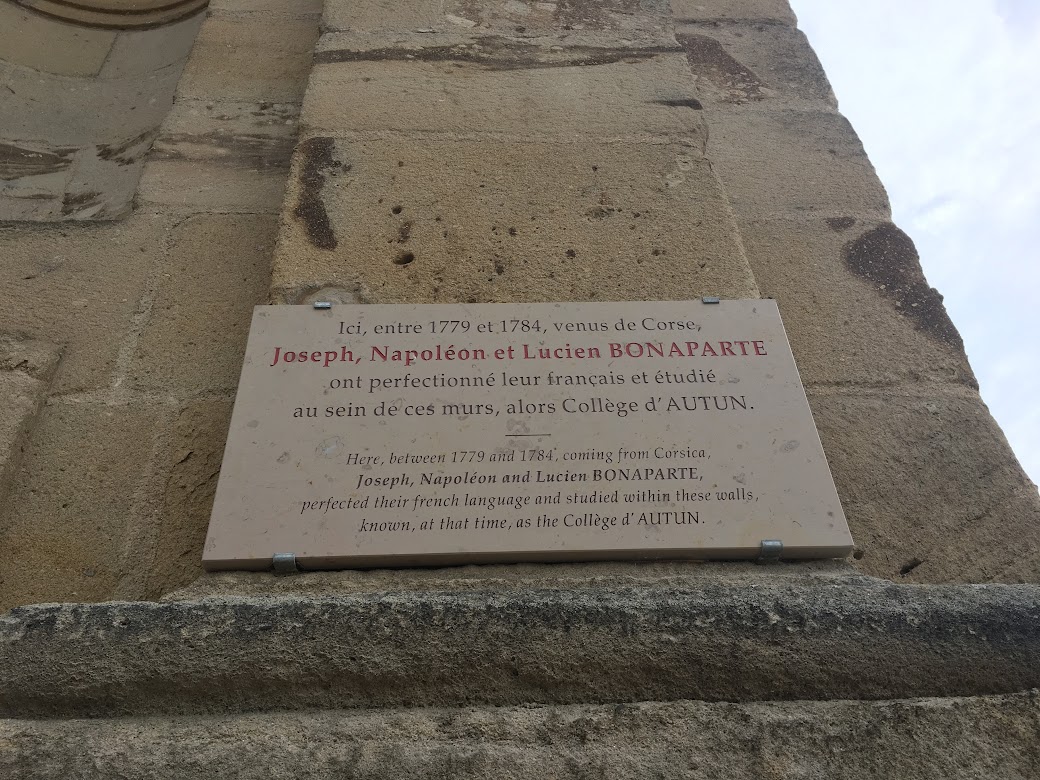 Ici, entre 1779 et 1784, venus de Corse,
Joseph, Napoléon et Lucien BONAPARTE
ont perfectionné leur français et étudié
au sein de ces murs, alors Collège d'AUTUN.
Here, between 1779 and 1784, coming from Corsica,
Joseph, Napoléon and Lucien BONAPARTE,
perfected their french language and studied within these walls,
known, at that time, as the Collège d'AUTUN.